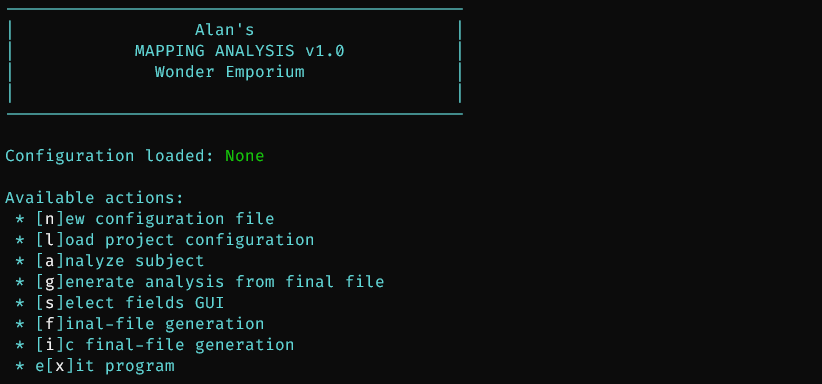 Alan's
MAPPING ANALYSIS v1.0
Wonder Emporium
Configuration loaded: None
Available actions:
* [n]ew configuration file
* [l]oad project configuration
* [a]nalyze subject
* [g]enerate analysis from final file
* [s]elect fields GUI
* [f]inal-file generation
* [i]c final-file generation
* e[x]it program